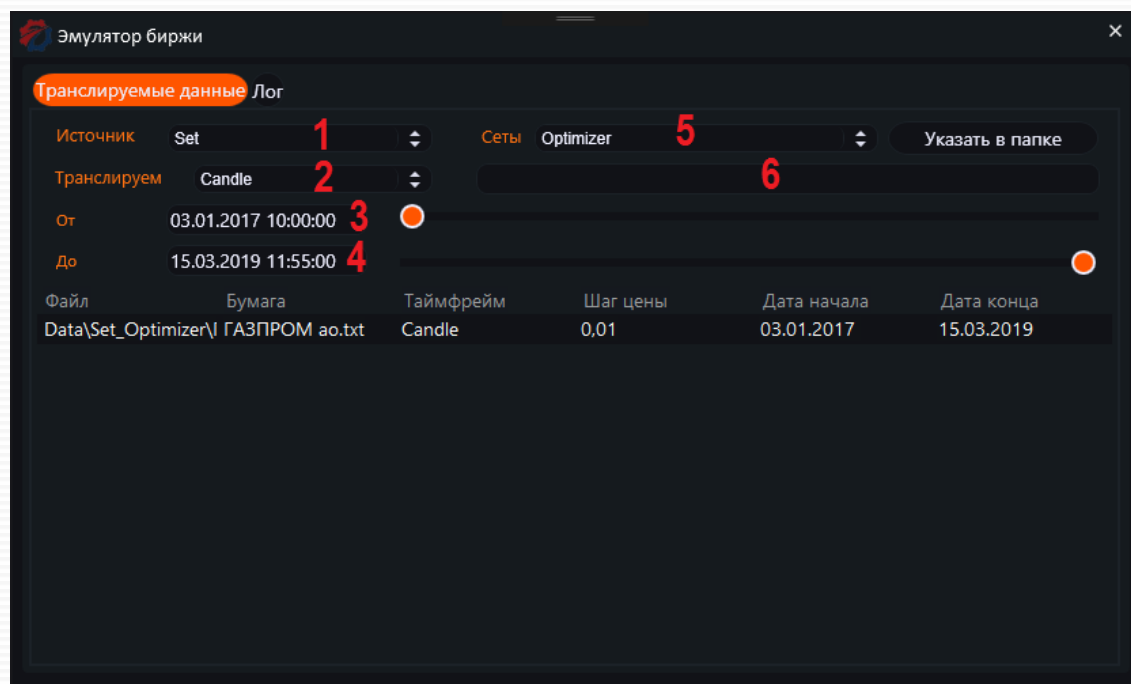 Эмулятор биржи
Транслируемые данные Лог
Источник Set 1 Сеты Optimizer 5 Указать в папке
Транслируем Candle 2 6
От 03.01.2017 10:00:00 3
До 15.03.2019 11:55:00 4
Файл Бумага Таймфрейм Шаг цены Дата начала Дата конца
Data\Set_Optimizer\I ГАЗПРОМ ао.txt Candle 0,01 03.01.2017 15.03.2019